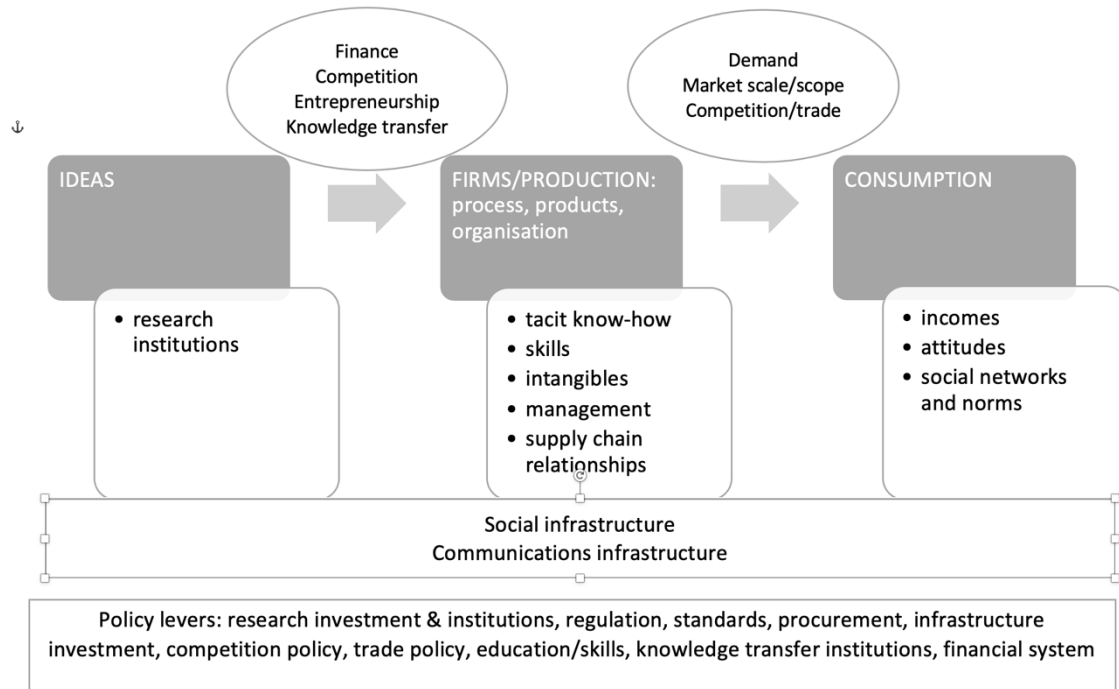 Finance
Competition
Entrepreneurship
Knowledge transfer
Demand
Market scale/scope
Competition/trade
IDEAS
FIRMS/PRODUCTION:
process, products,
organisation
CONSUMPTION
• research
institutions
• tacit know-how
• skills
• intangibles
• management
• supply chain
relationships
• incomes
• attitudes
• social networks
and norms
Social infrastructure
Communications infrastructure
Policy levers: research investment & institutions, regulation, standards, procurement, infrastructure
investment, competition policy, trade policy, education/skills, knowledge transfer institutions, financial system